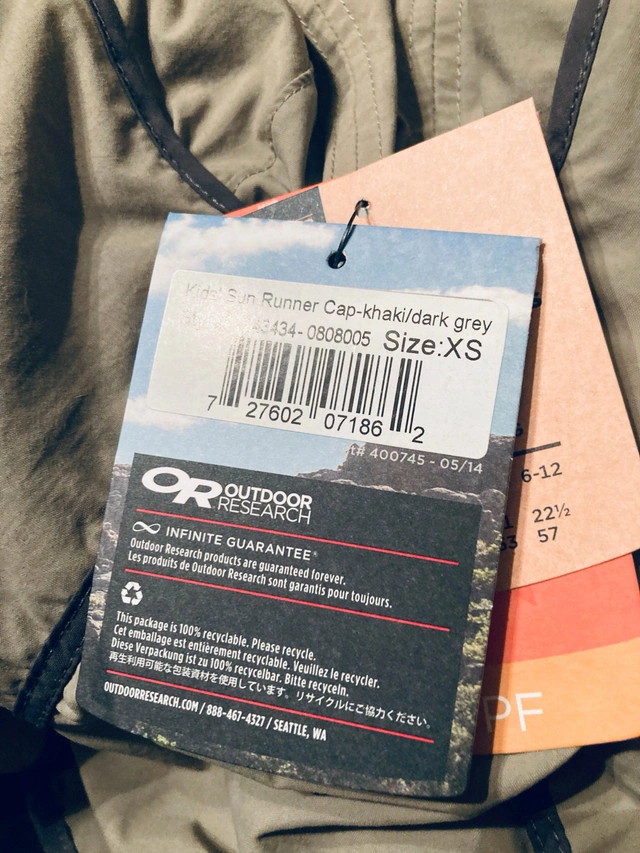 Kids' Sun Runner Cap-khaki/dark grey
3434- 0808005 Size:XS
7 27602 07186 2
t# 400745 - 05/14
OR OUTDOOR
RESEARCH
INFINITE GUARANTEE®
Outdoor Research products are guaranteed forever.
Les produits de Outdoor Research sont garantis pour toujours.
This package is 100% recyclable. Please recycle.
Cet emballage est entièrement recyclable. Veuillez le recycler.
Diese Verpackung ist zu 100% recycelbar. Bitte recyceln.
再生利用可能な包装資材を使用しています。リサイクルにご協力ください。
OUTDOORRESEARCH.COM / 888-467-4327 / SEATTLE, WA
6-12
22½
53 57
PF